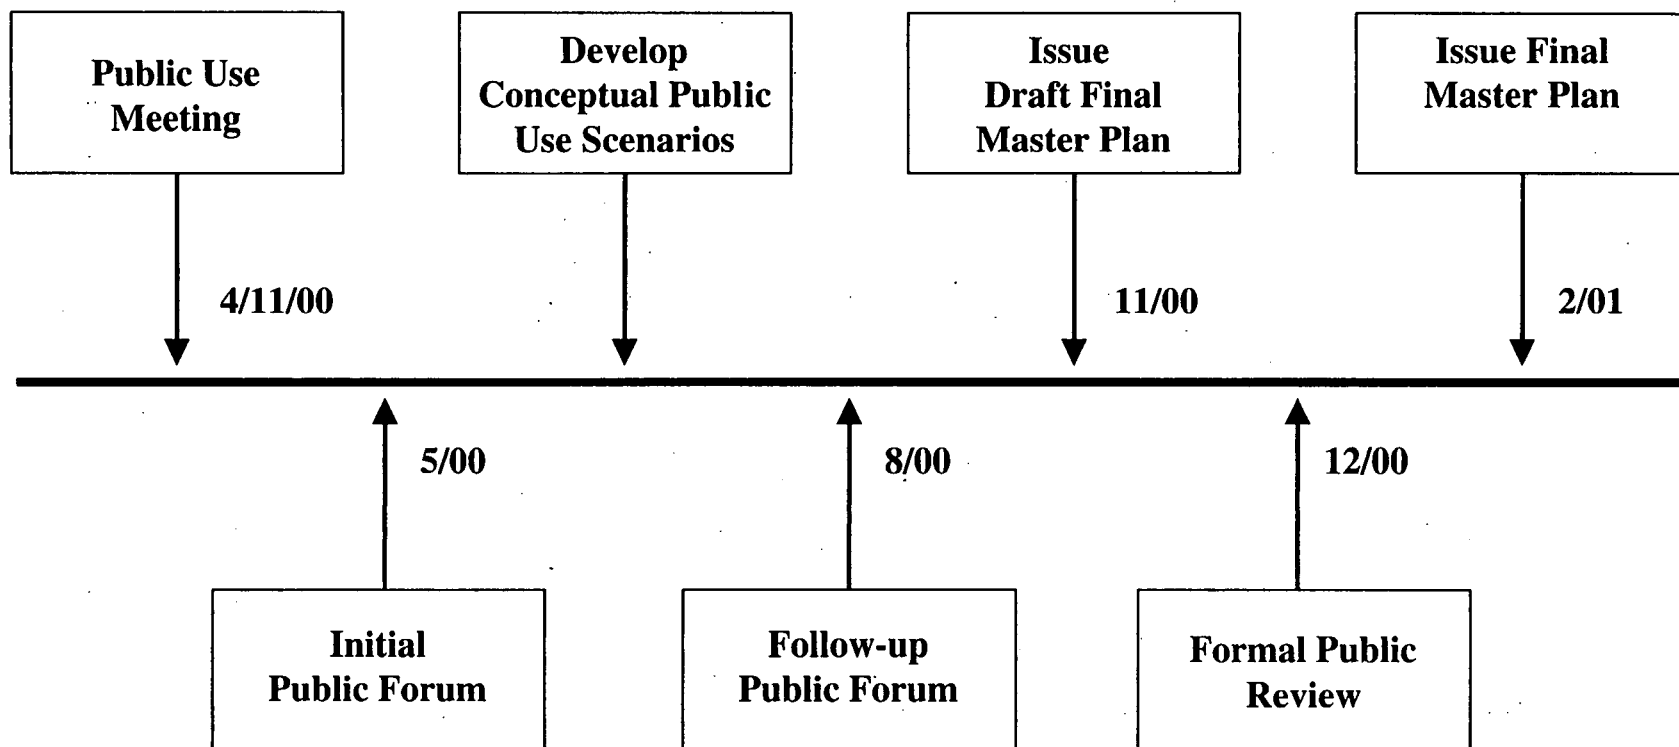 Public Use
Meeting
Develop
Conceptual Public
Use Scenarios
Issue
Draft Final
Master Plan
Issue Final
Master Plan
4/11/00
11/00
2/01
5/00
8/00
12/00
Initial
Public Forum
Follow-up
Public Forum
Formal Public
Review